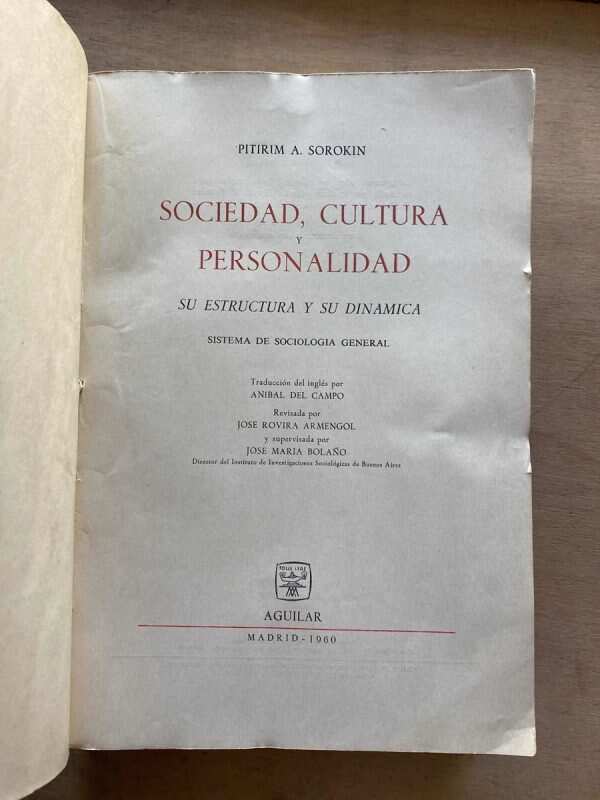 PITIRIM A. SOROKIN
SOCIEDAD, CULTURA
Y
PERSONALIDAD
SU ESTRUCTURA Y SU DINAMICA
SISTEMA DE SOCIOLOGIA GENERAL
Traducción del inglés por
ANIBAL DEL CAMPO
Revisada por
JOSE ROVIRA ARMENGOL
y supervisada por
JOSE MARIA BOLAÑO
Director del Instituto de Investigaciones Sociológicas de Buenos Aires
AGUILAR
MADRID - 1960